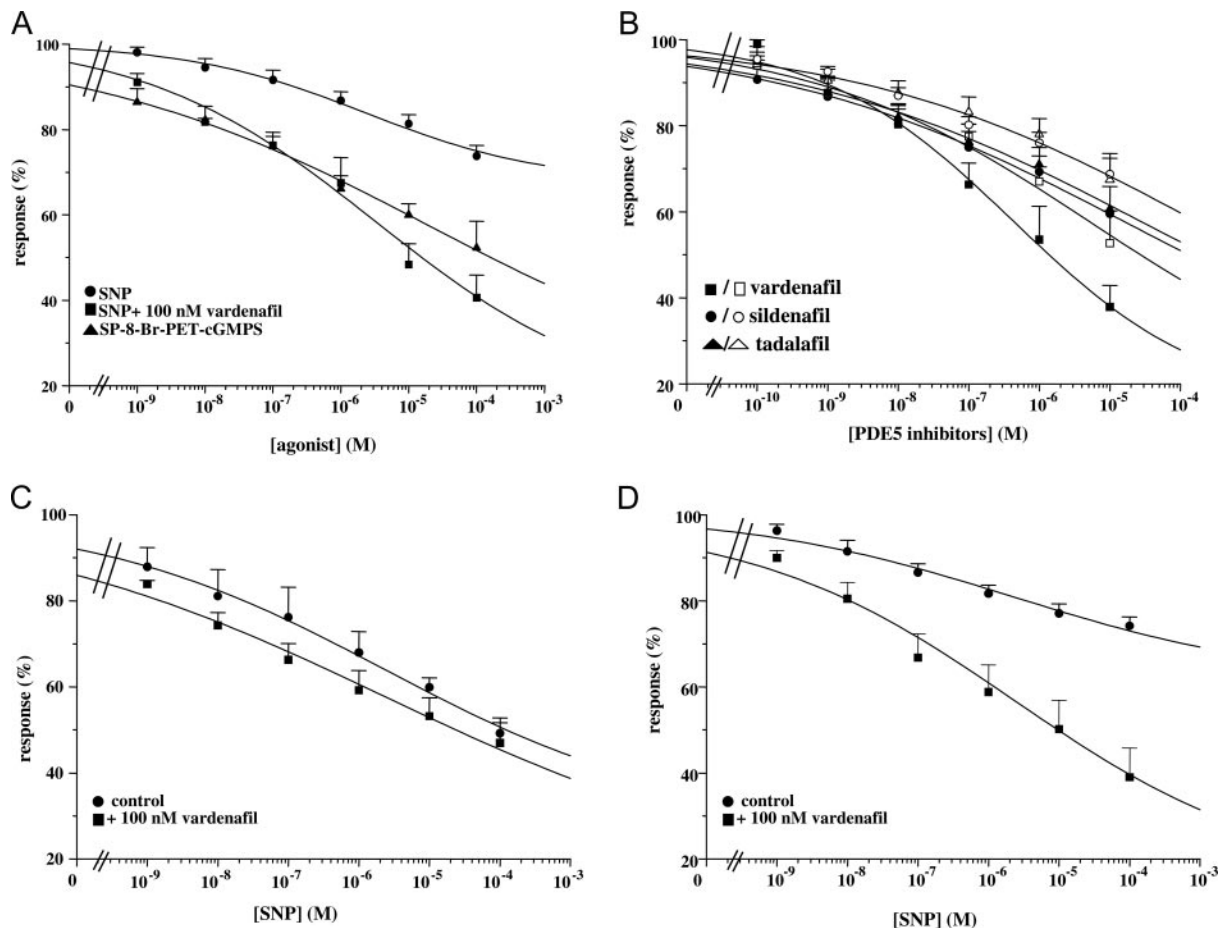 A
response (%)
100
80
60
40
20
● SNP
■ SNP+ 100 nM vardenafil
▲ SP-8-Br-PET-cGMPS
0 10⁻⁹ 10⁻⁸ 10⁻⁷ 10⁻⁶ 10⁻⁵ 10⁻⁴ 10⁻³
[agonist] (M)
B
response (%)
100
80
60
40
20
■ / □ vardenafil
● / ○ sildenafil
▲/△ tadalafil
0 10⁻¹⁰ 10⁻⁹ 10⁻⁸ 10⁻⁷ 10⁻⁶ 10⁻⁵ 10⁻⁴
[PDE5 inhibitors] (M)
C
response (%)
100
80
60
40
20
● control
■ + 100 nM vardenafil
0 10⁻⁹ 10⁻⁸ 10⁻⁷ 10⁻⁶ 10⁻⁵ 10⁻⁴ 10⁻³
[SNP] (M)
D
response (%)
100
80
60
40
20
● control
■ + 100 nM vardenafil
0 10⁻⁹ 10⁻⁸ 10⁻⁷ 10⁻⁶ 10⁻⁵ 10⁻⁴ 10⁻³
[SNP] (M)